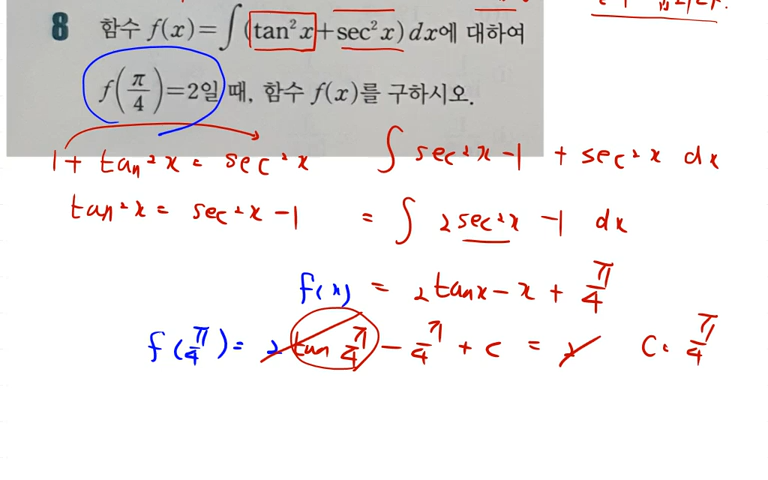 8 함수 f(x)=∫(tan²x+sec²x)dx에 대하여
f(π/4)=2일 때, 함수 f(x)를 구하시오.
1+ tan²x = sec²x
∫ sec²x -1 + sec²x dx
tan²x = sec²x -1
= ∫ 2sec²x -1 dx
f(x) = 2tanx - x + π/4
f(π/4) = 2tan π/4 - π/4 + C = 2
C = π/4